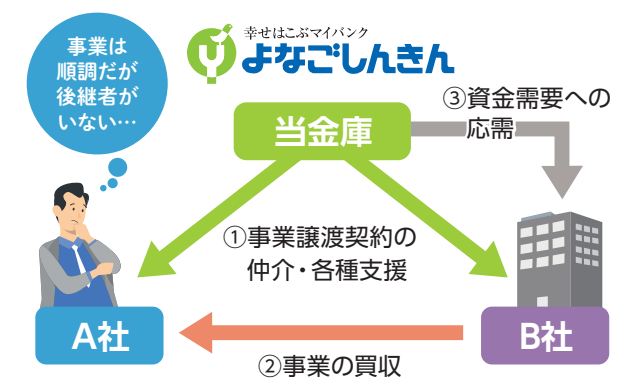 事業は
順調だが
後継者が
いない…
幸せはこぶマイバンク
よなごしんきん
③資金需要への
応需
当金庫
①事業譲渡契約の
仲介・各種支援
A社
B社
②事業の買収